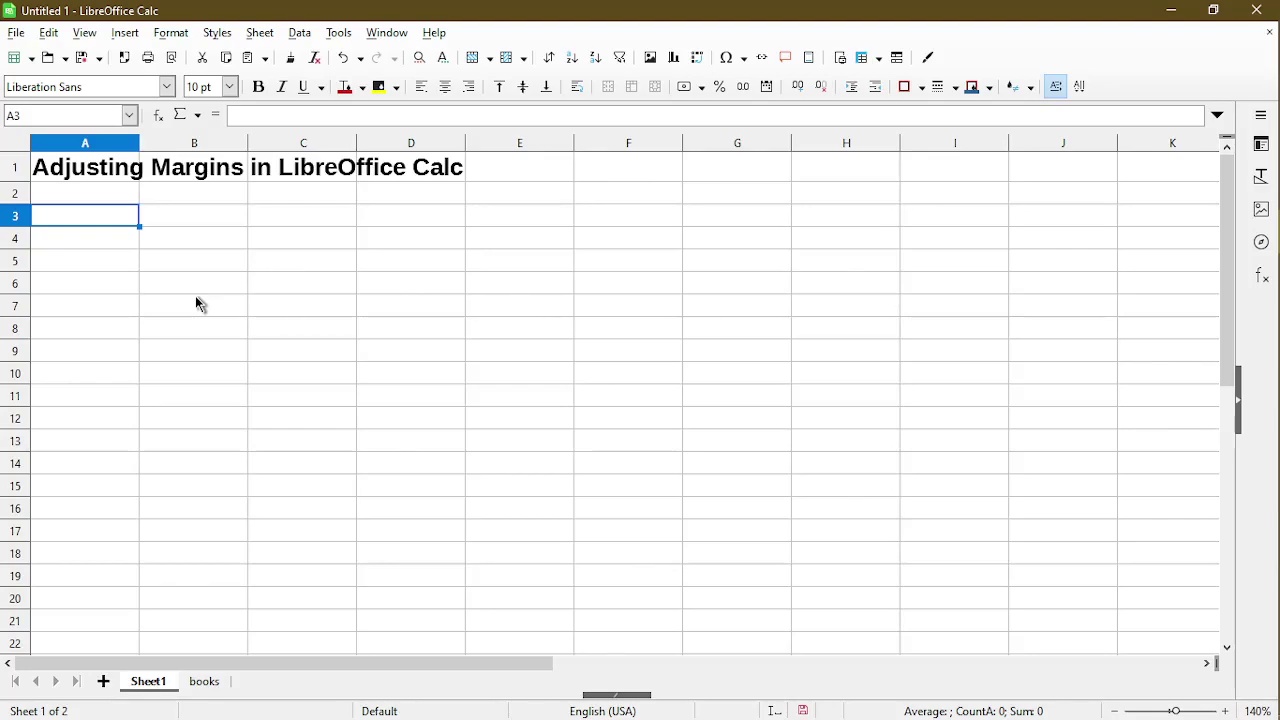 Untitled 1 - LibreOffice Calc
File Edit View Insert Format Styles Sheet Data Tools Window Help
Liberation Sans 10 pt
A3
A B C D E F G H I J K
1 Adjusting Margins in LibreOffice Calc
2
3
4
5
6
7
8
9
10
11
12
13
14
15
16
17
18
19
20
21
22
Sheet1 books
Sheet 1 of 2 Default English (USA) Average: ; CountA: 0; Sum: 0 140%